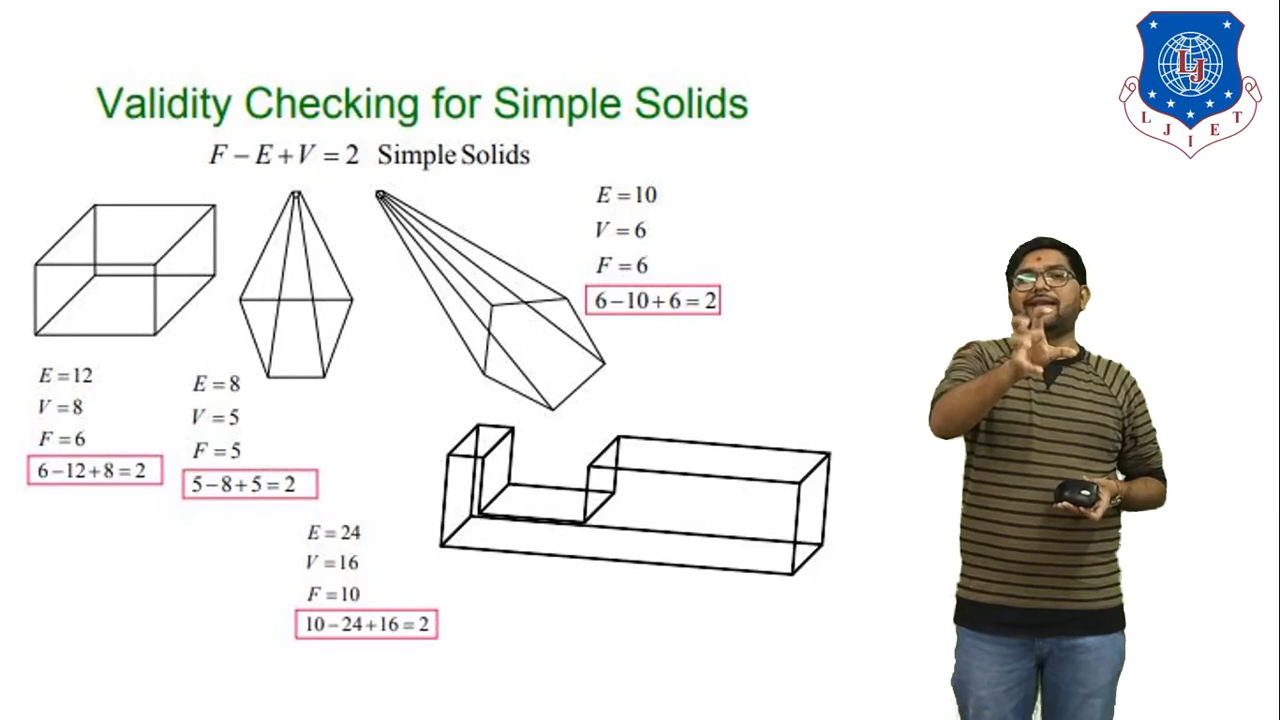 Validity Checking for Simple Solids
F − E + V = 2 Simple Solids
E = 10
V = 6
F = 6
6 − 10 + 6 = 2
E = 12
V = 8
F = 6
6 − 12 + 8 = 2
E = 8
V = 5
F = 5
5 − 8 + 5 = 2
E = 24
V = 16
F = 10
10 − 24 + 16 = 2
LJ
L J I E T